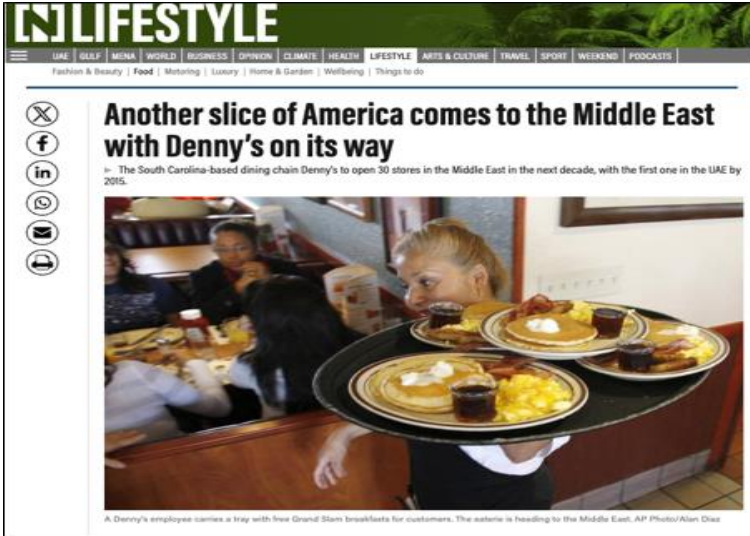 [N]LIFESTYLE
UAE GULF MENA WORLD BUSINESS OPINION CLIMATE HEALTH LIFESTYLE ARTS & CULTURE TRAVEL SPORT WEEKEND PODCASTS
Fashion & Beauty | Food | Motoring | Luxury | Home & Garden | Wellbeing | Things to do
Another slice of America comes to the Middle East
with Denny's on its way
The South Carolina-based dining chain Denny's to open 30 stores in the Middle East in the next decade, with the first one in the UAE by
2015.
A Denny's employee carries a tray with free Grand Slam breakfasts for customers. The eaterie is heading to the Middle East. AP Photo/Alan Diaz